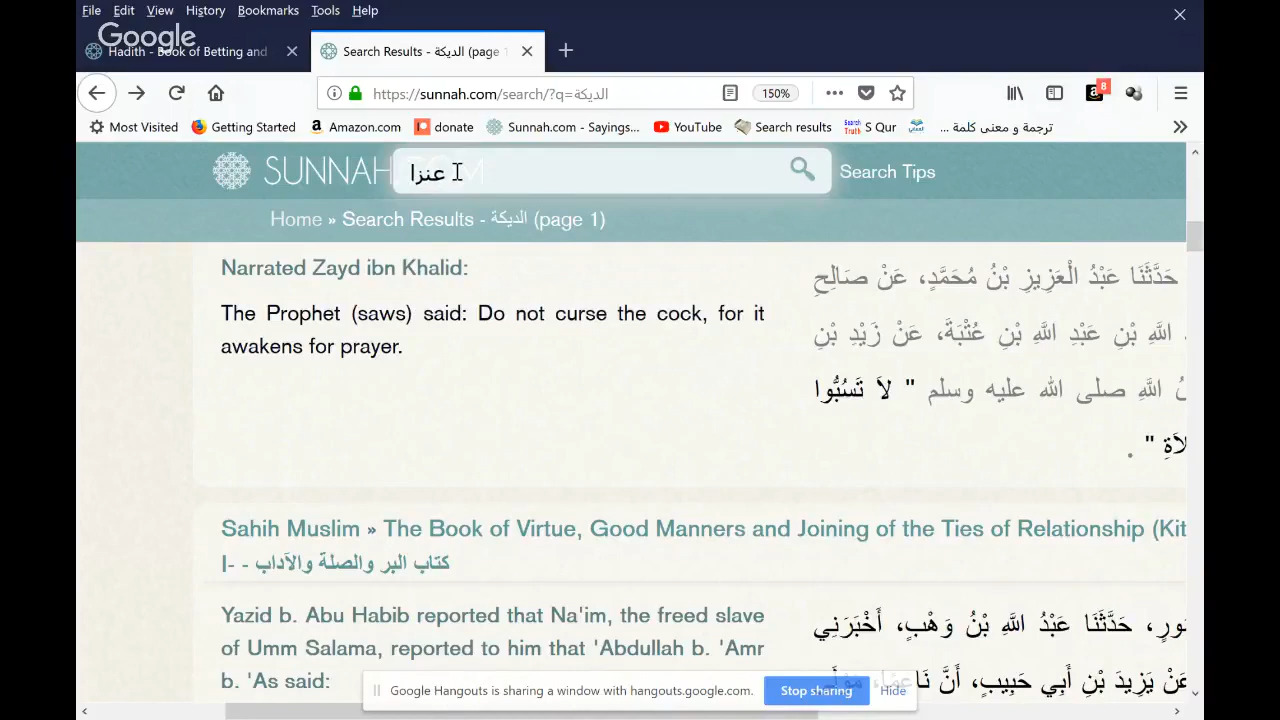 File Edit View History Bookmarks Tools Help
Google
Hadith - Book of Betting and
Search Results - الديكة (page 1
https://sunnah.com/search/?q=الديكة
150%
8
Most Visited Getting Started Amazon.com donate Sunnah.com - Sayings... YouTube Search results S Qur ترجمة و معنى كلمة ...
SUNNAH.COM
عنزا
Search Tips
Home » Search Results - الديكة (page 1)
Narrated Zayd ibn Khalid:
The Prophet (saws) said: Do not curse the cock, for it
awakens for prayer.
حَدَّثَنَا عَبْدُ الْعَزِيزِ بْنُ مُحَمَّدٍ، عَنْ صَالِحِ
اللَّهِ بْنِ عَبْدِ اللَّهِ بْنِ عُتْبَةَ، عَنْ زَيْدِ بْنِ
اللَّهِ صلى الله عليه وسلم " لاَ تَسُبُّوا
" .
Sahih Muslim » The Book of Virtue, Good Manners and Joining of the Ties of Relationship (Kit
كتاب البر والصلة والآداب - -ا
Yazid b. Abu Habib reported that Na'im, the freed slave
of Umm Salama, reported to him that 'Abdullah b. 'Amr
b. 'As said:
حَدَّثَنَا عَبْدُ اللَّهِ بْنُ وَهْبٍ، أَخْبَرَنِي
عَنْ يَزِيدَ بْنِ أَبِي حَبِيبٍ، أَنَّ
Google Hangouts is sharing a window with hangouts.google.com.
Stop sharing
Hide